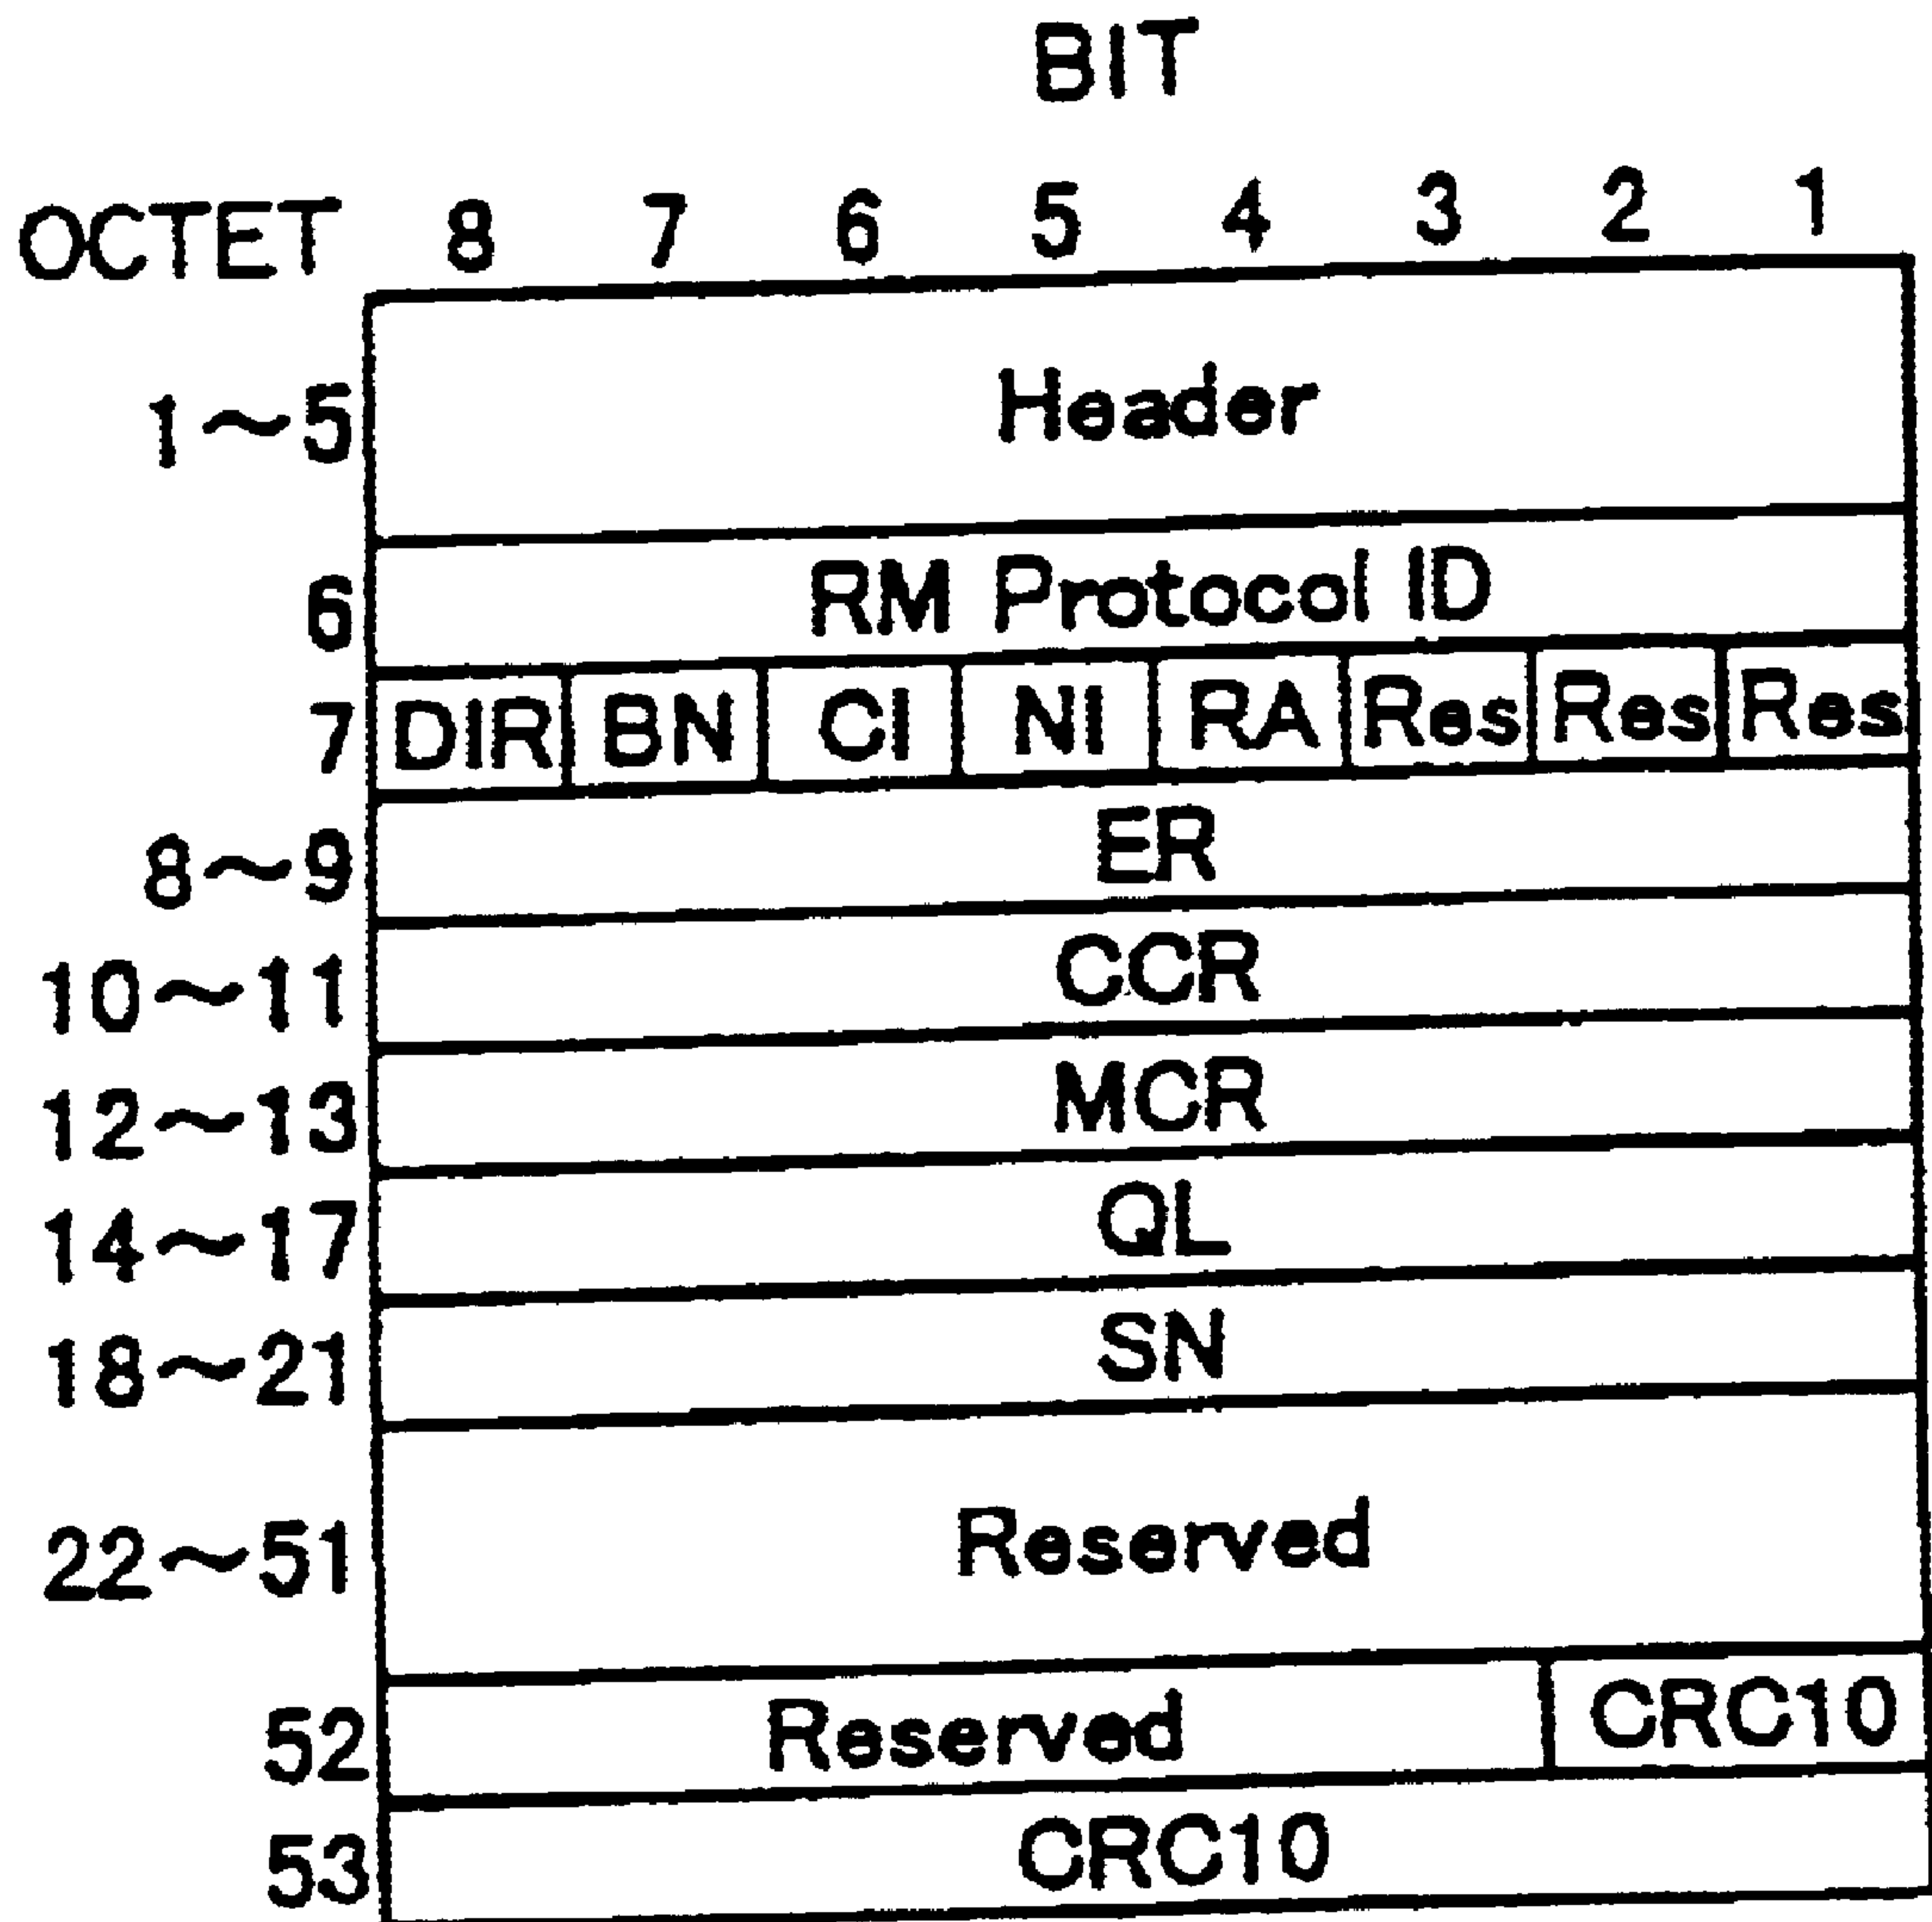 BIT
OCTET 8 7 6 5 4 3 2 1
1~5 Header
6 RM Protocol ID
7 DIR BN CI NI RA Res Res Res
8~9 ER
10~11 CCR
12~13 MCR
14~17 QL
18~21 SN
22~51 Reserved
52 Reserved CRC10
53 CRC10